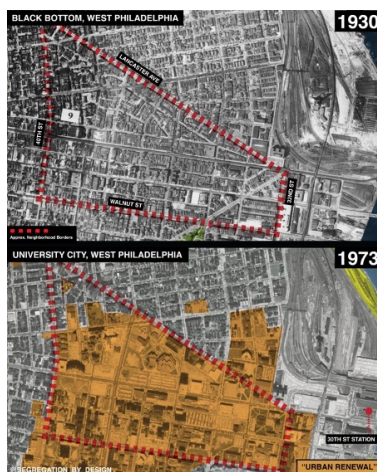 BLACK BOTTOM, WEST PHILADELPHIA
1930
LANCASTER AVE
9
40TH ST
32ND ST
WALNUT ST
Approx. Neighborhood Borders
UNIVERSITY CITY, WEST PHILADELPHIA
1973
30TH ST STATION
@SEGREGATION_BY_DESIGN
"URBAN RENEWAL"